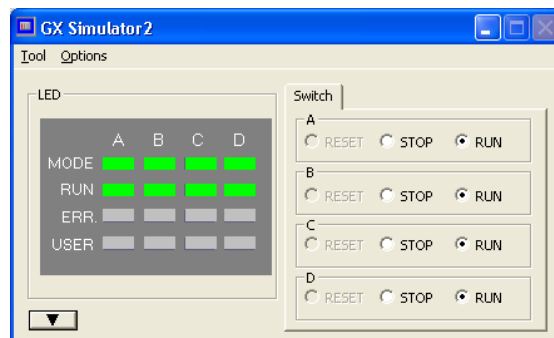 GX Simulator2
Tool Options
LED
A B C D
MODE
RUN
ERR.
USER
Switch
A
RESET STOP RUN
B
RESET STOP RUN
C
RESET STOP RUN
D
RESET STOP RUN